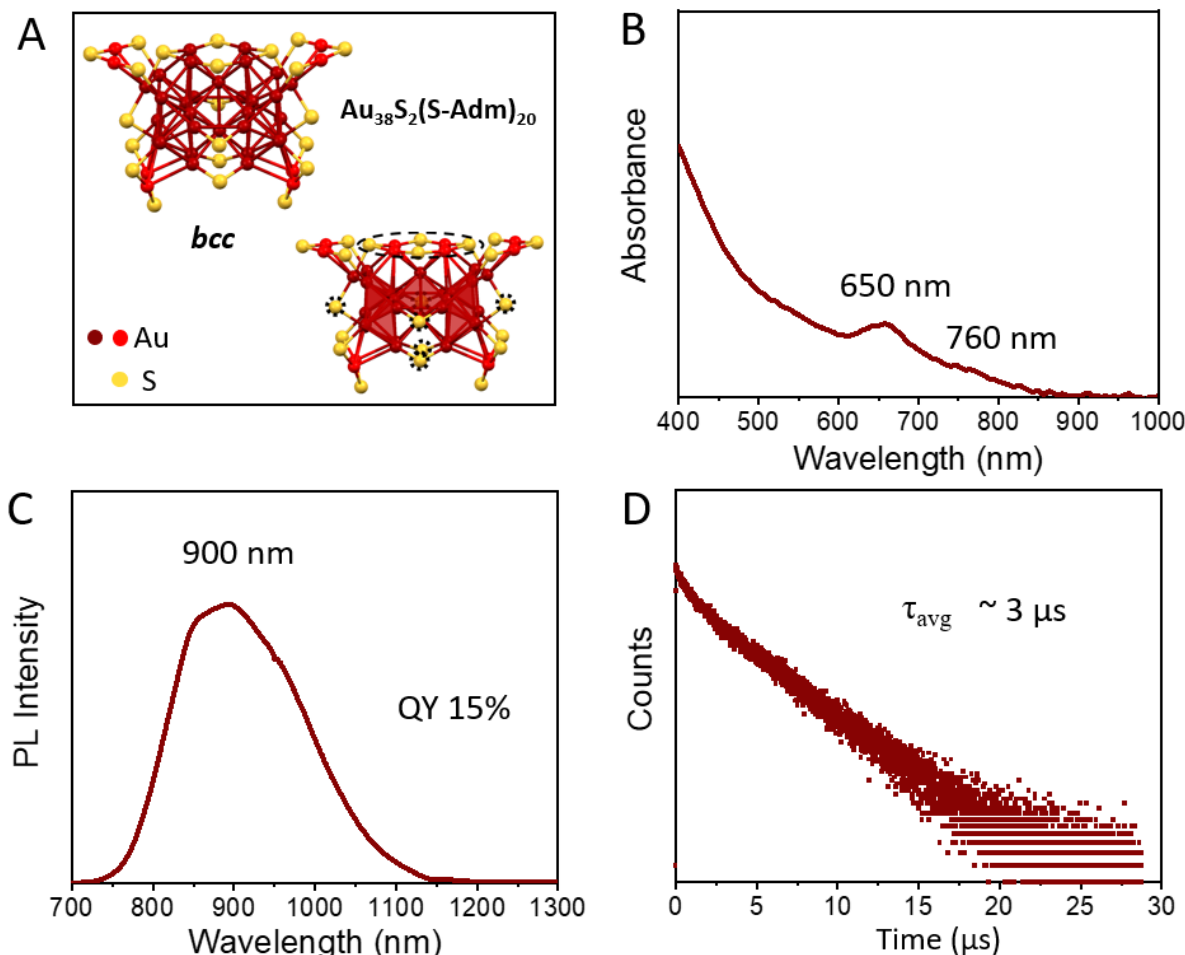 A
Au₃₈S₂(S-Adm)₂₀
bcc
Au
S
B
Absorbance
650 nm
760 nm
400 500 600 700 800 900 1000
Wavelength (nm)
C
PL Intensity
900 nm
QY 15%
700 800 900 1000 1100 1200 1300
Wavelength (nm)
D
Counts
τavg ~ 3 μs
0 5 10 15 20 25 30
Time (μs)